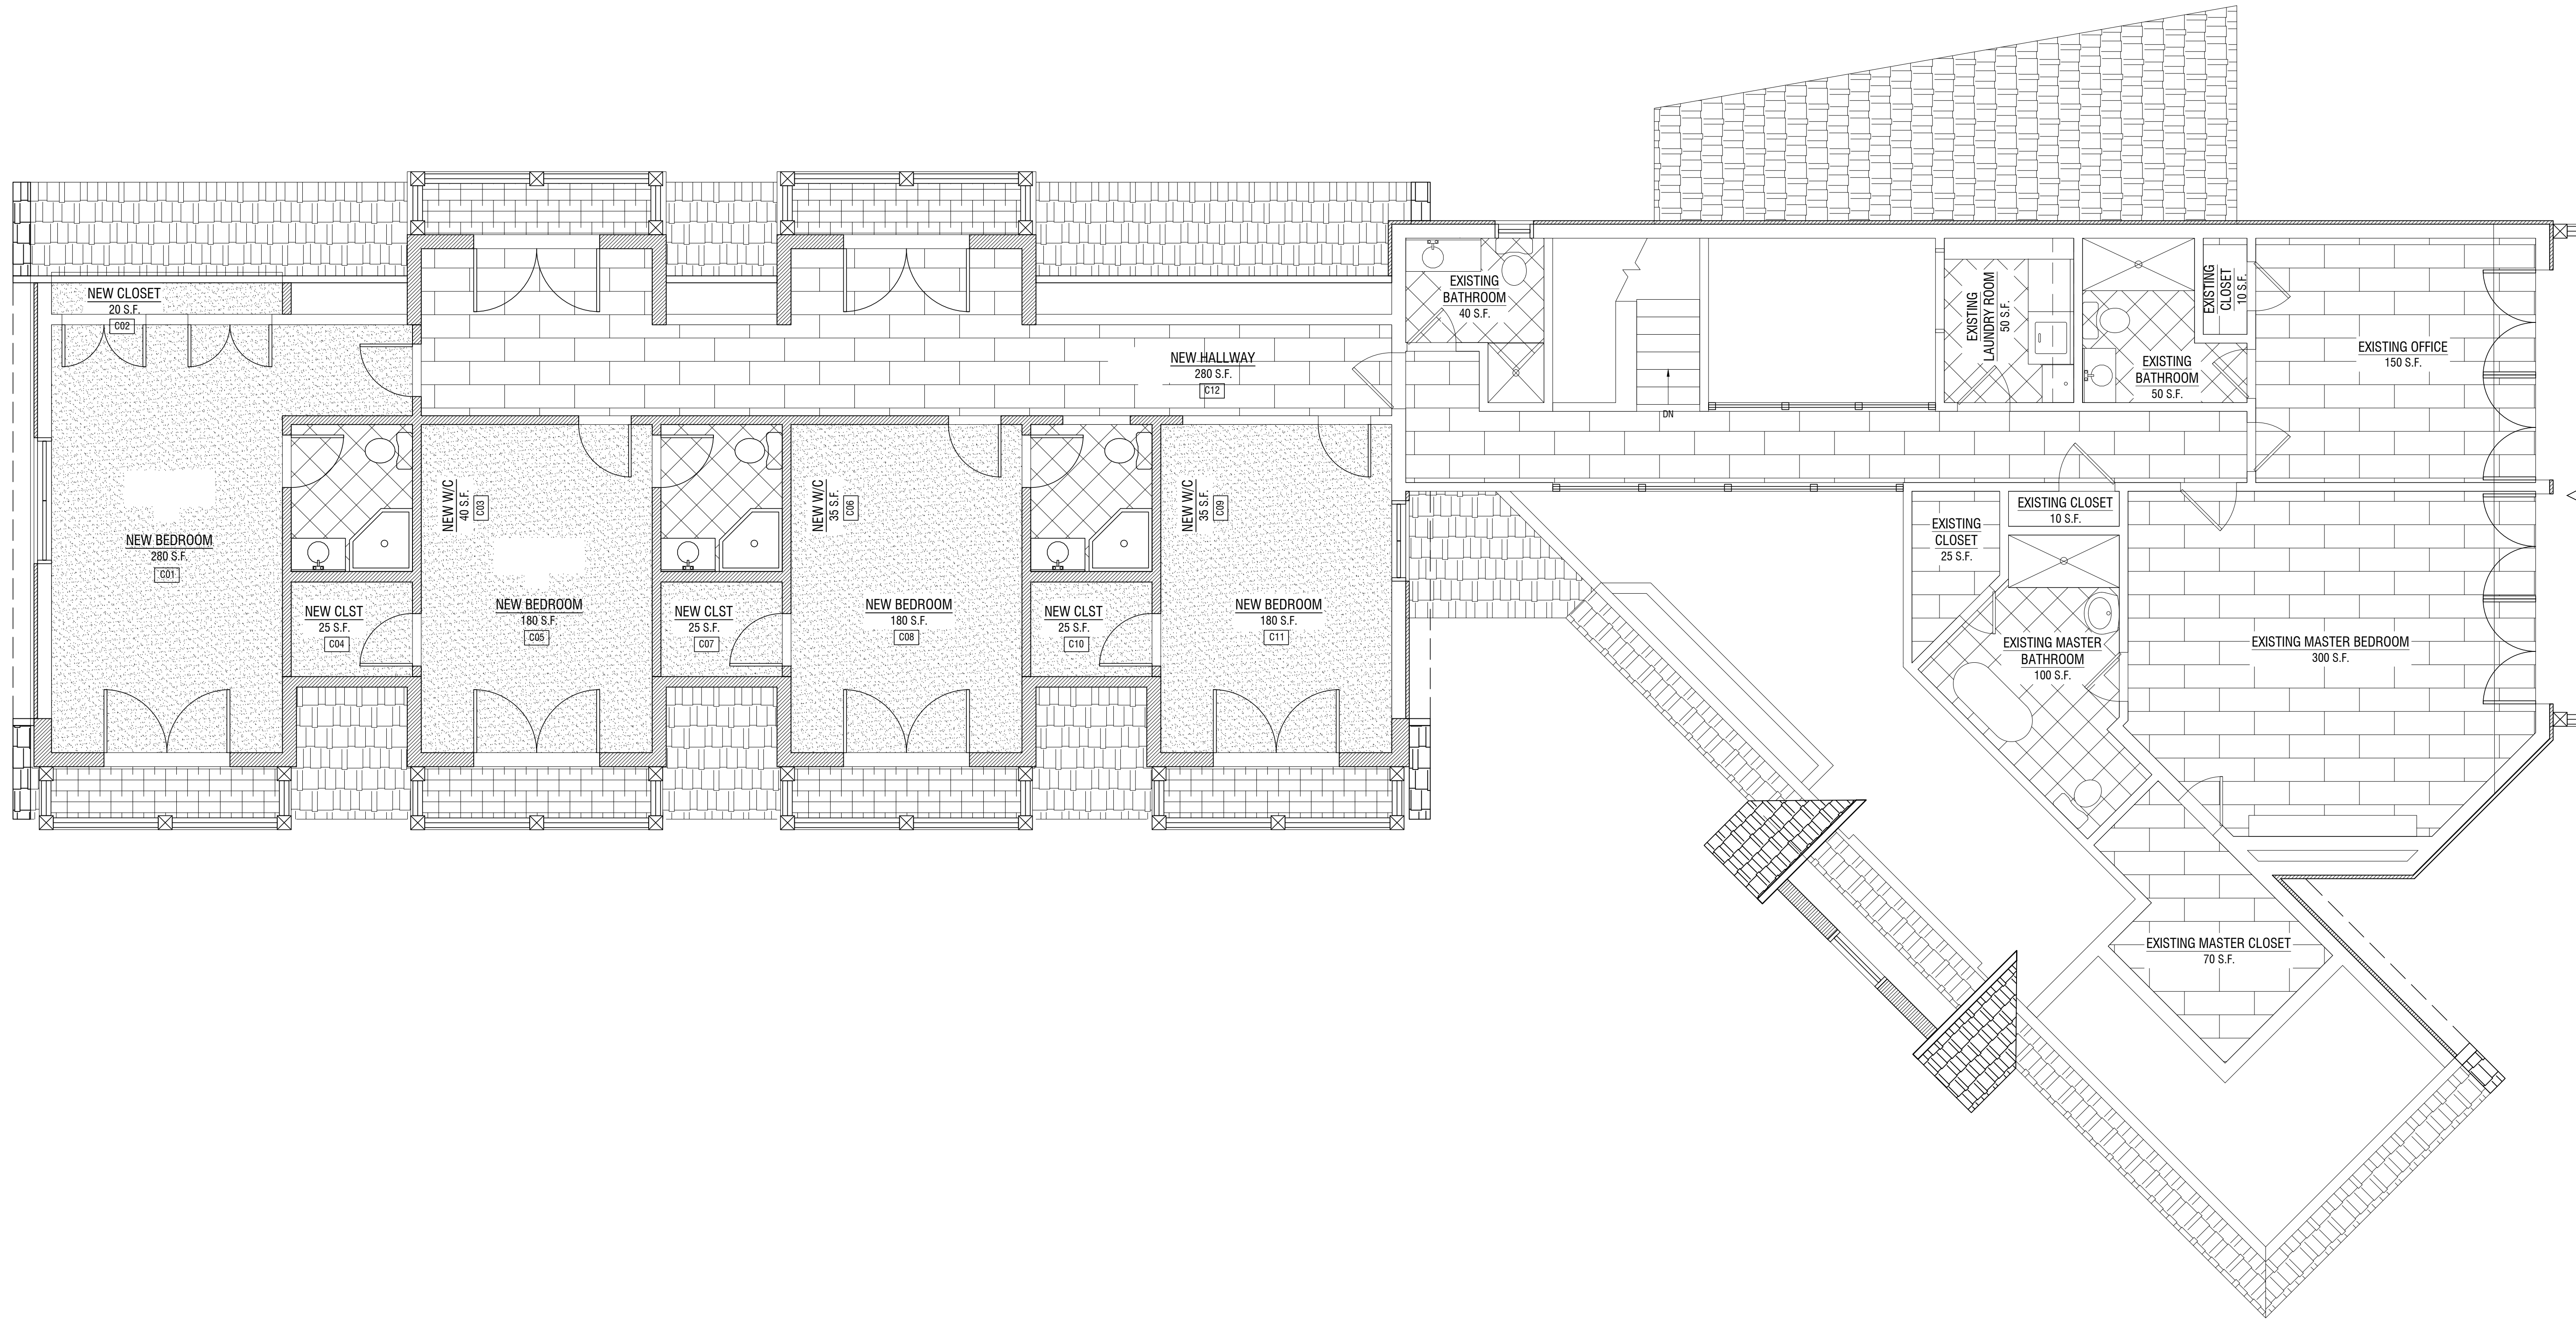 NEW CLOSET
20 S.F.
C02
NEW BEDROOM
280 S.F.
C01
NEW W/C
40 S.F.
C03
NEW CLST
25 S.F.
C04
NEW BEDROOM
180 S.F.
C05
NEW W/C
35 S.F.
C06
NEW CLST
25 S.F.
C07
NEW BEDROOM
180 S.F.
C08
NEW W/C
35 S.F.
C09
NEW CLST
25 S.F.
C10
NEW BEDROOM
180 S.F.
C11
NEW HALLWAY
280 S.F.
C12
EXISTING
BATHROOM
40 S.F.
DN
EXISTING
LAUNDRY ROOM
50 S.F.
EXISTING
BATHROOM
50 S.F.
EXISTING
CLOSET
10 S.F.
EXISTING OFFICE
150 S.F.
EXISTING CLOSET
10 S.F.
EXISTING
CLOSET
25 S.F.
EXISTING MASTER
BATHROOM
100 S.F.
EXISTING MASTER BEDROOM
300 S.F.
EXISTING MASTER CLOSET
70 S.F.